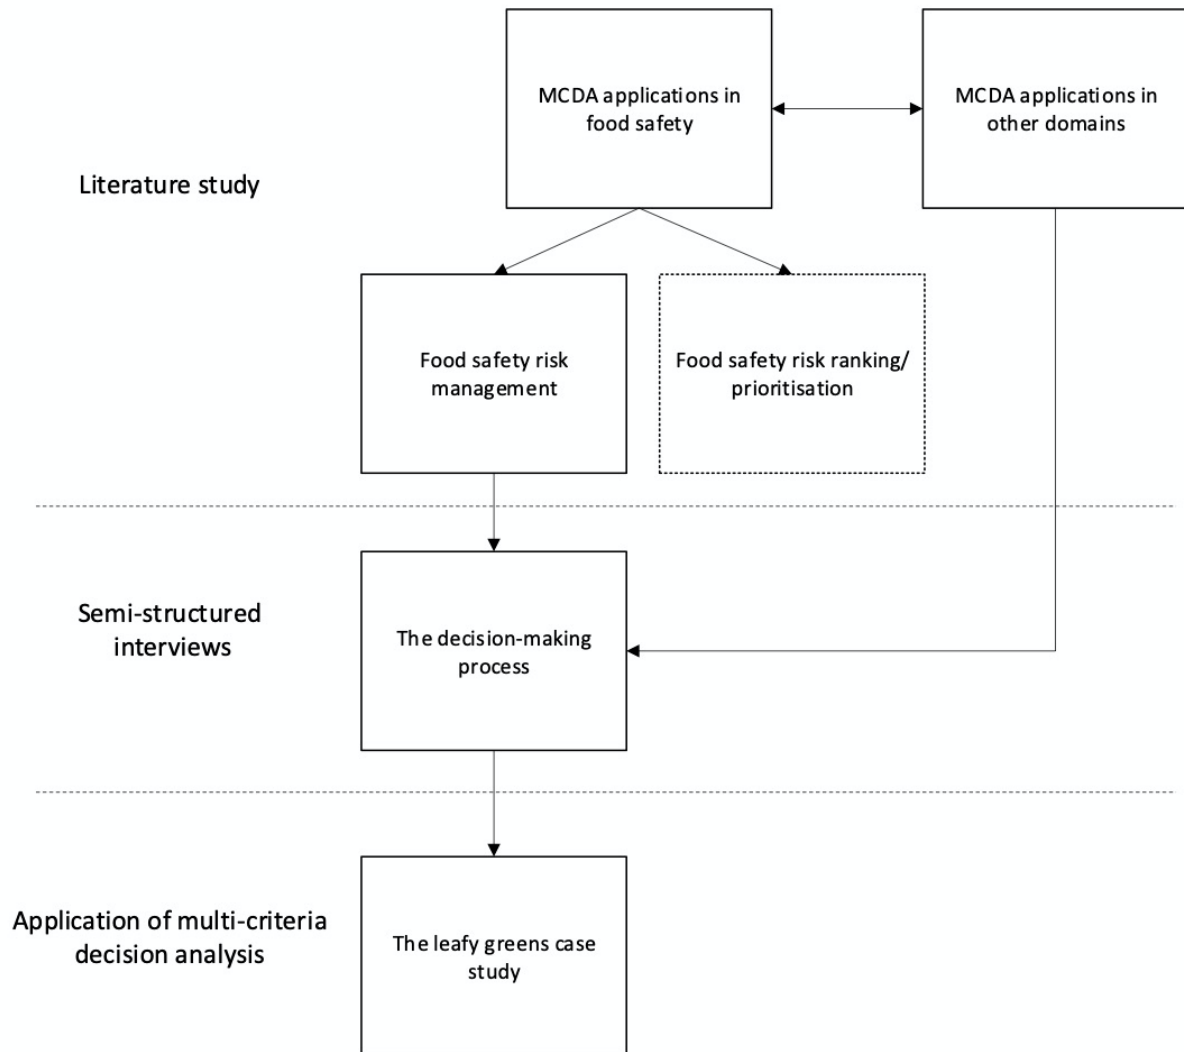 MCDA applications in
food safety
MCDA applications in
other domains
Literature study
Food safety risk
management
Food safety risk ranking/
prioritisation
Semi-structured
interviews
The decision-making
process
Application of multi-criteria
decision analysis
The leafy greens case
study